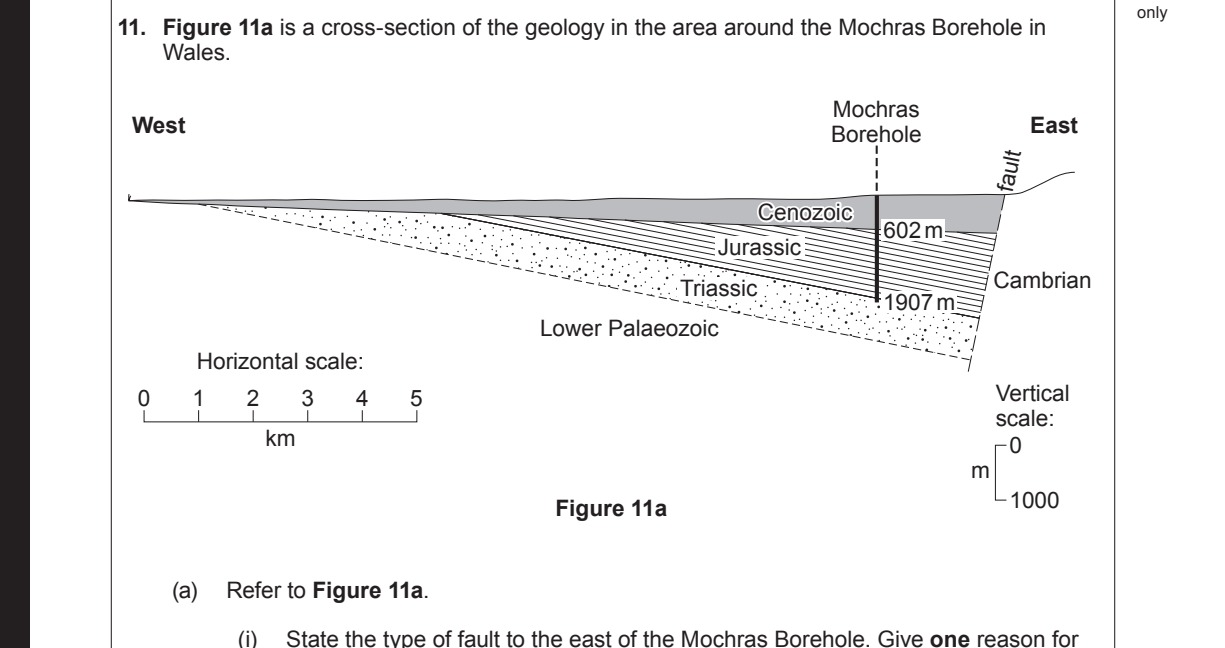 only
11. Figure 11a is a cross-section of the geology in the area around the Mochras Borehole in
Wales.
West
Mochras
Borehole
East
fault
Cenozoic
602 m
Jurassic
Cambrian
Triassic
1907 m
Lower Palaeozoic
Horizontal scale:
0 1 2 3 4 5
km
Vertical
scale:
0
m
1000
Figure 11a
(a) Refer to Figure 11a.
(i) State the type of fault to the east of the Mochras Borehole. Give one reason for